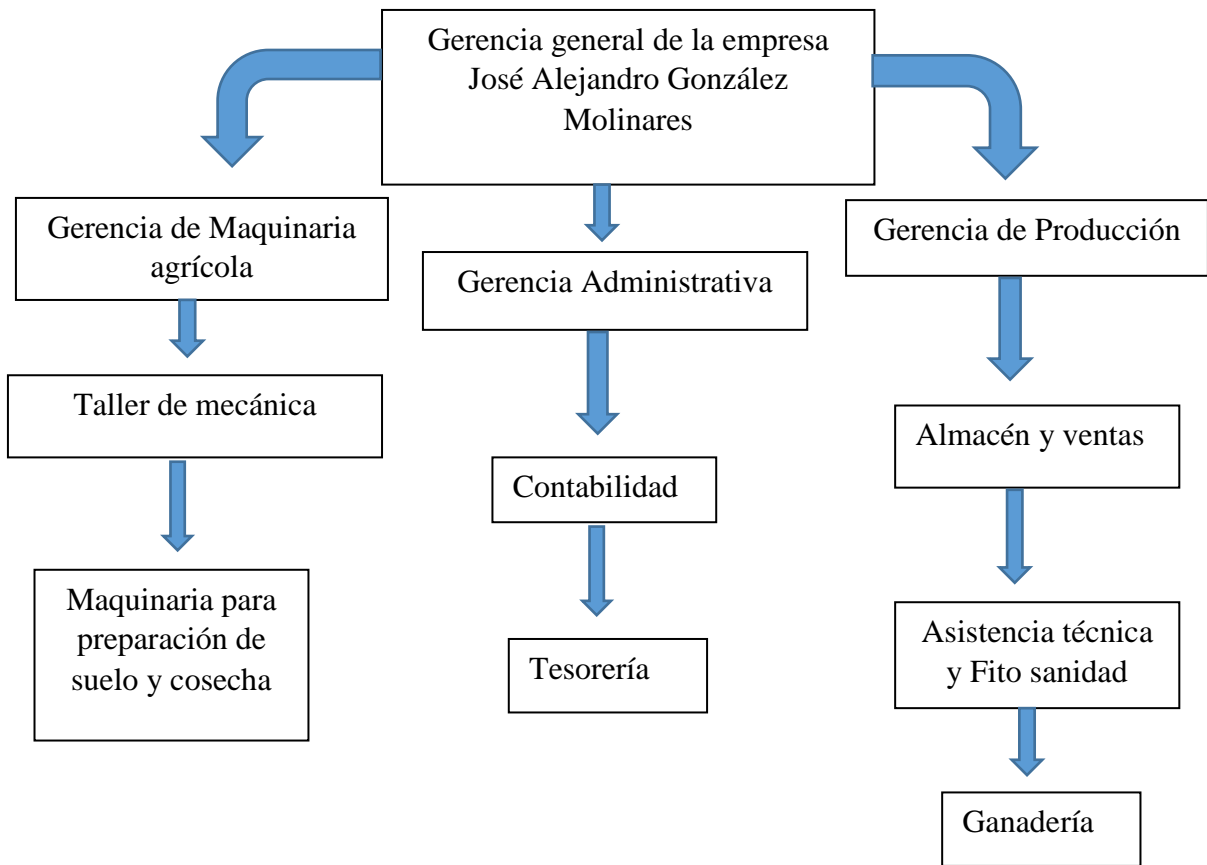 Gerencia general de la empresa
José Alejandro González
Molinares
Gerencia de Maquinaria
agrícola
Gerencia Administrativa
Gerencia de Producción
Taller de mecánica
Contabilidad
Almacén y ventas
Maquinaria para
preparación de
suelo y cosecha
Tesorería
Asistencia técnica
y Fito sanidad
Ganadería